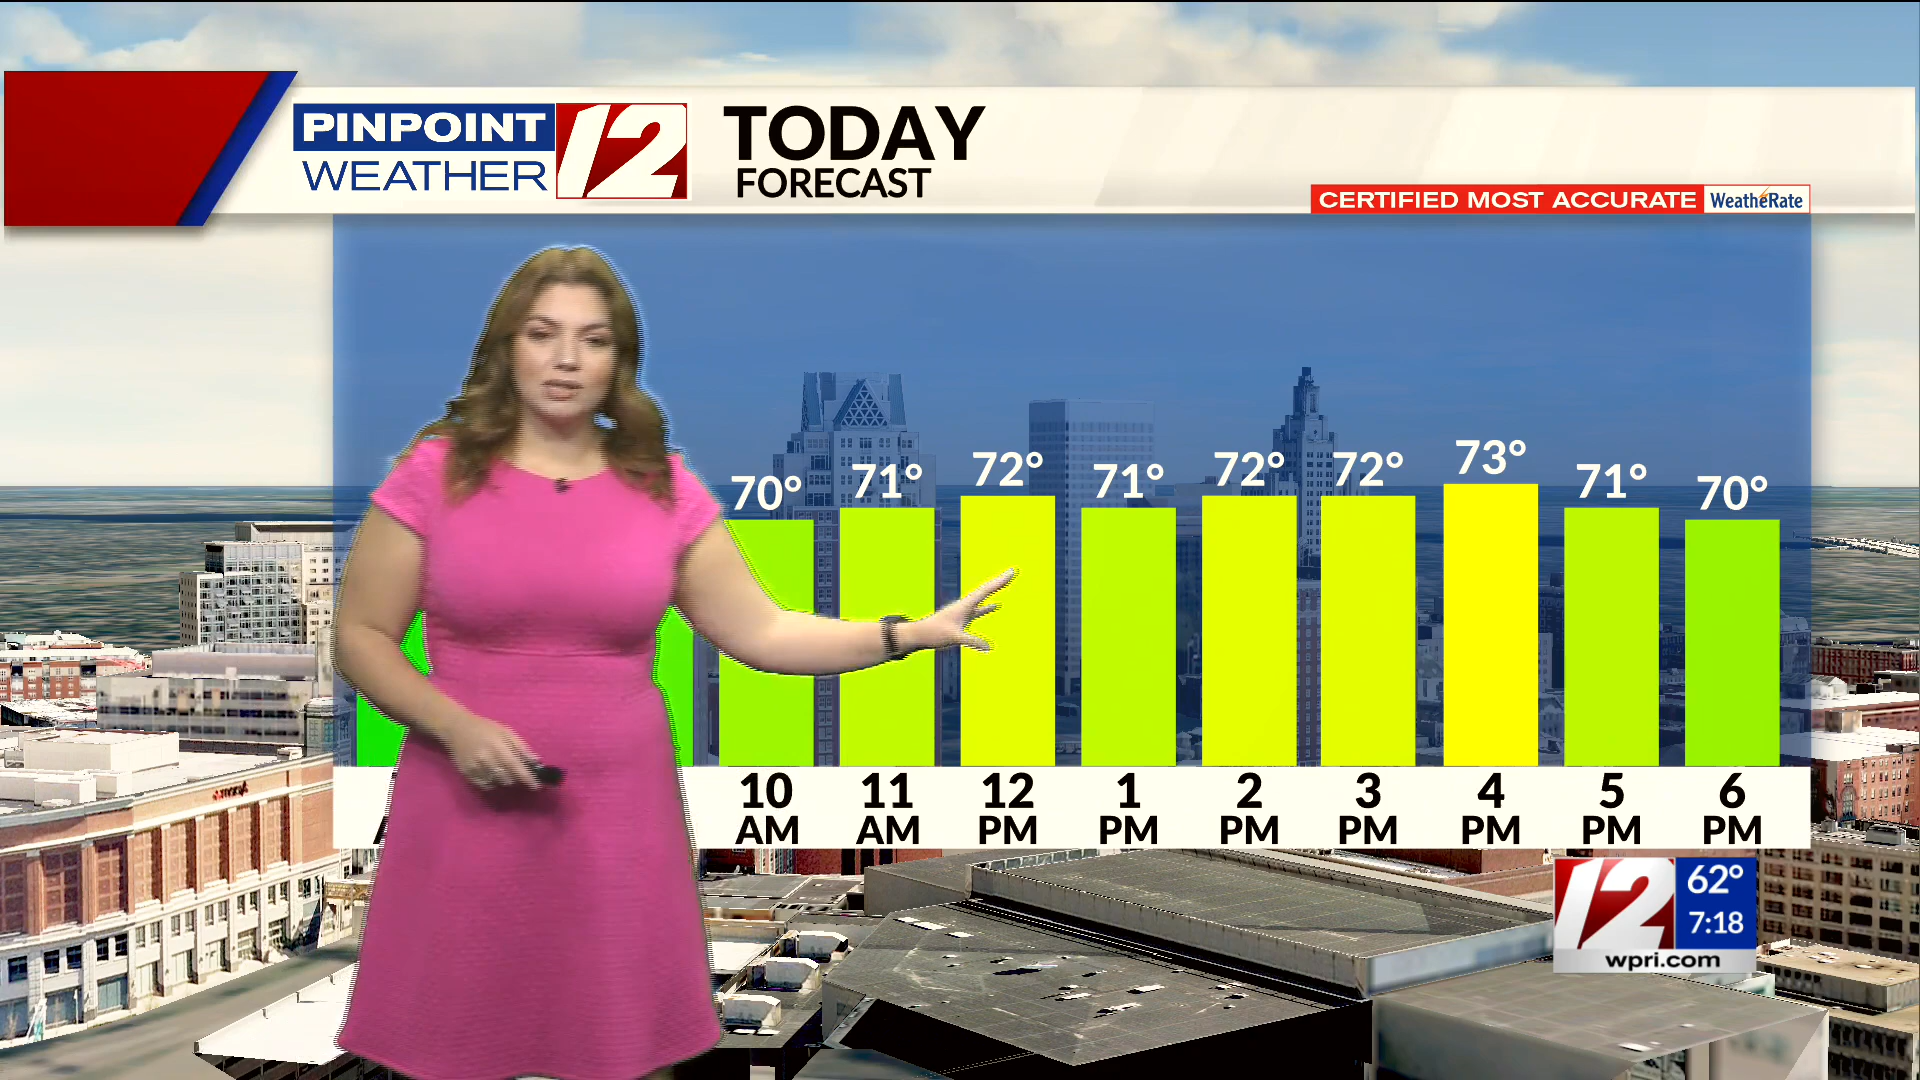 PINPOINT
WEATHER
12
TODAY
FORECAST
CERTIFIED MOST ACCURATE WeatheRate
70° 71° 72° 71° 72° 72° 73° 71° 70°
10 11 12 1 2 3 4 5 6
AM AM PM PM PM PM PM PM PM
12
62°
7:18
wpri.com